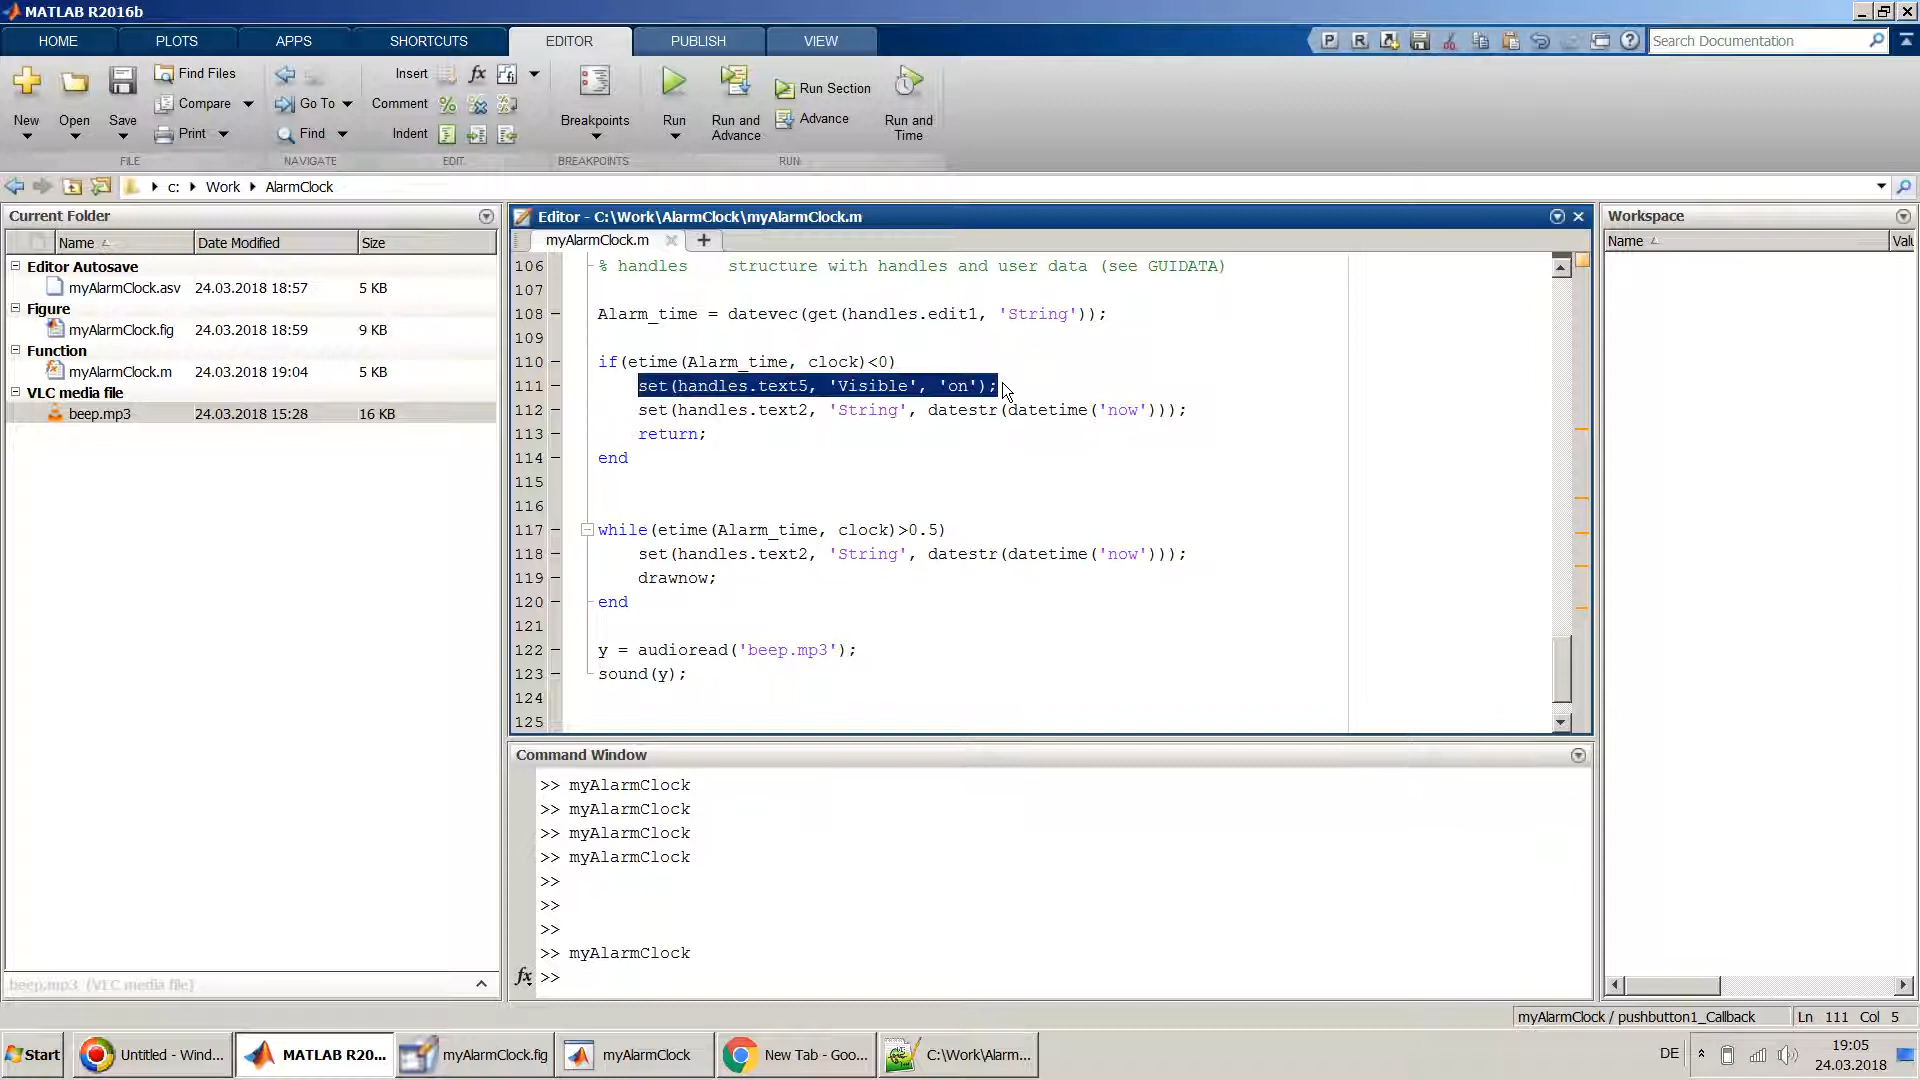 MATLAB R2016b
HOME PLOTS APPS SHORTCUTS EDITOR PUBLISH VIEW
Search Documentation
New Open Save
Find Files
Compare
Print
Go To
Find
Insert
Comment
Indent
Breakpoints
Run
Run and Advance
Run Section
Advance
Run and Time
FILE NAVIGATE EDIT BREAKPOINTS RUN
c: Work AlarmClock
Current Folder
Name Date Modified Size
Editor Autosave
myAlarmClock.asv 24.03.2018 18:57 5 KB
Figure
myAlarmClock.fig 24.03.2018 18:59 9 KB
Function
myAlarmClock.m 24.03.2018 19:04 5 KB
VLC media file
beep.mp3 24.03.2018 15:28 16 KB
beep.mp3 (VLC media file)
Editor - C:\Work\AlarmClock\myAlarmClock.m
myAlarmClock.m
106 % handles structure with handles and user data (see GUIDATA)
107
108 Alarm_time = datevec(get(handles.edit1, 'String'));
109
110 if(etime(Alarm_time, clock)<0)
111 set(handles.text5, 'Visible', 'on');
112 set(handles.text2, 'String', datestr(datetime('now')));
113 return;
114 end
115
116
117 while(etime(Alarm_time, clock)>0.5)
118 set(handles.text2, 'String', datestr(datetime('now')));
119 drawnow;
120 end
121
122 y = audioread('beep.mp3');
123 sound(y);
124
125
Command Window
>> myAlarmClock
>> myAlarmClock
>> myAlarmClock
>> myAlarmClock
>>
>>
>>
>> myAlarmClock
fx >>
Workspace
Name Valu
myAlarmClock / pushbutton1_Callback Ln 111 Col 5
Start
Untitled - Wind...
MATLAB R20...
myAlarmClock.fig
myAlarmClock
New Tab - Goo...
C:\Work\Alarm...
DE
19:05
24.03.2018